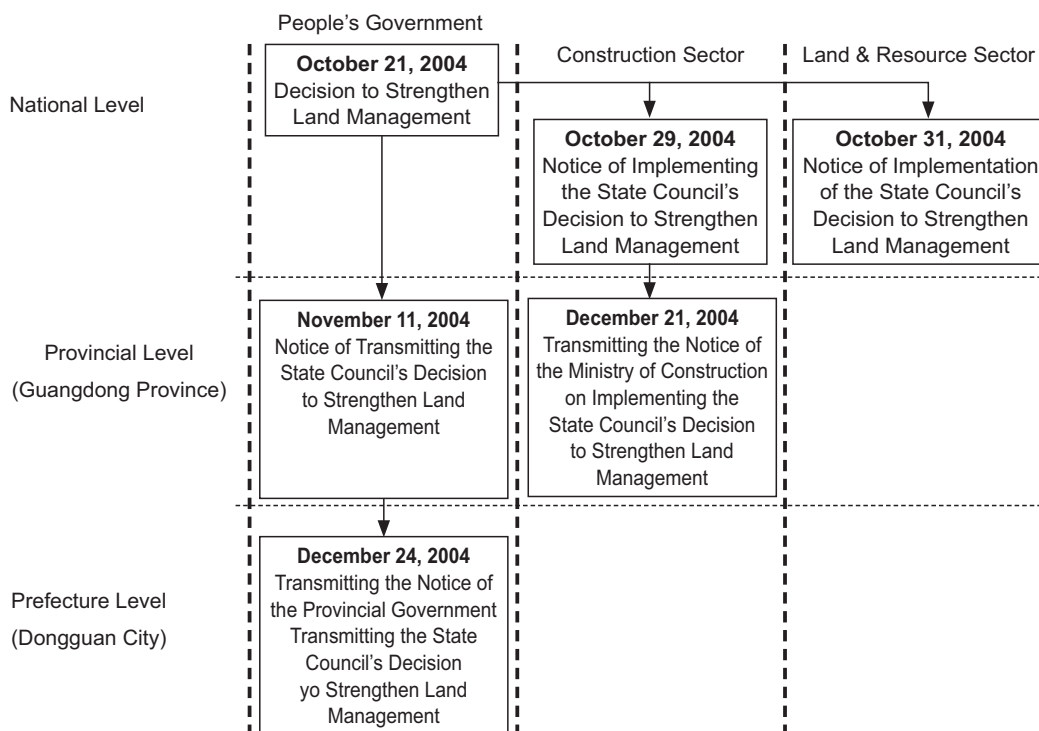 People’s Government
Construction Sector
Land & Resource Sector
National Level
October 21, 2004
Decision to Strengthen
Land Management
October 29, 2004
Notice of Implementing
the State Council’s
Decision to Strengthen
Land Management
October 31, 2004
Notice of Implementation
of the State Council’s
Decision to Strengthen
Land Management
Provincial Level
(Guangdong Province)
November 11, 2004
Notice of Transmitting the
State Council’s Decision
to Strengthen Land
Management
December 21, 2004
Transmitting the Notice of
the Ministry of Construction
on Implementing the
State Council’s Decision
to Strengthen Land
Management
Prefecture Level
(Dongguan City)
December 24, 2004
Transmitting the Notice of
the Provincial Government
Transmitting the State
Council’s Decision
yo Strengthen Land
Management